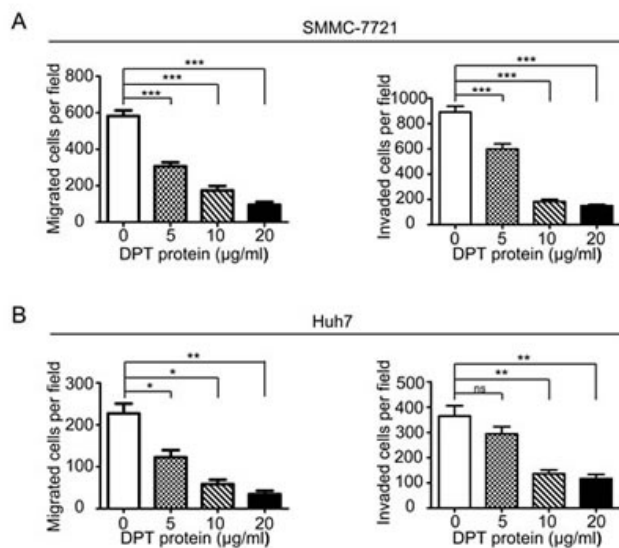 A
SMMC-7721
Migrated cells per field
800
600
400
200
0
***
***
***
0 5 10 20
DPT protein (µg/ml)
Invaded cells per field
1000
800
600
400
200
0
***
***
***
0 5 10 20
DPT protein (µg/ml)
B
Huh7
Migrated cells per field
300
200
100
0
**
*
*
0 5 10 20
DPT protein (µg/ml)
Invaded cells per field
500
400
300
200
100
0
**
**
ns
0 5 10 20
DPT protein (µg/ml)